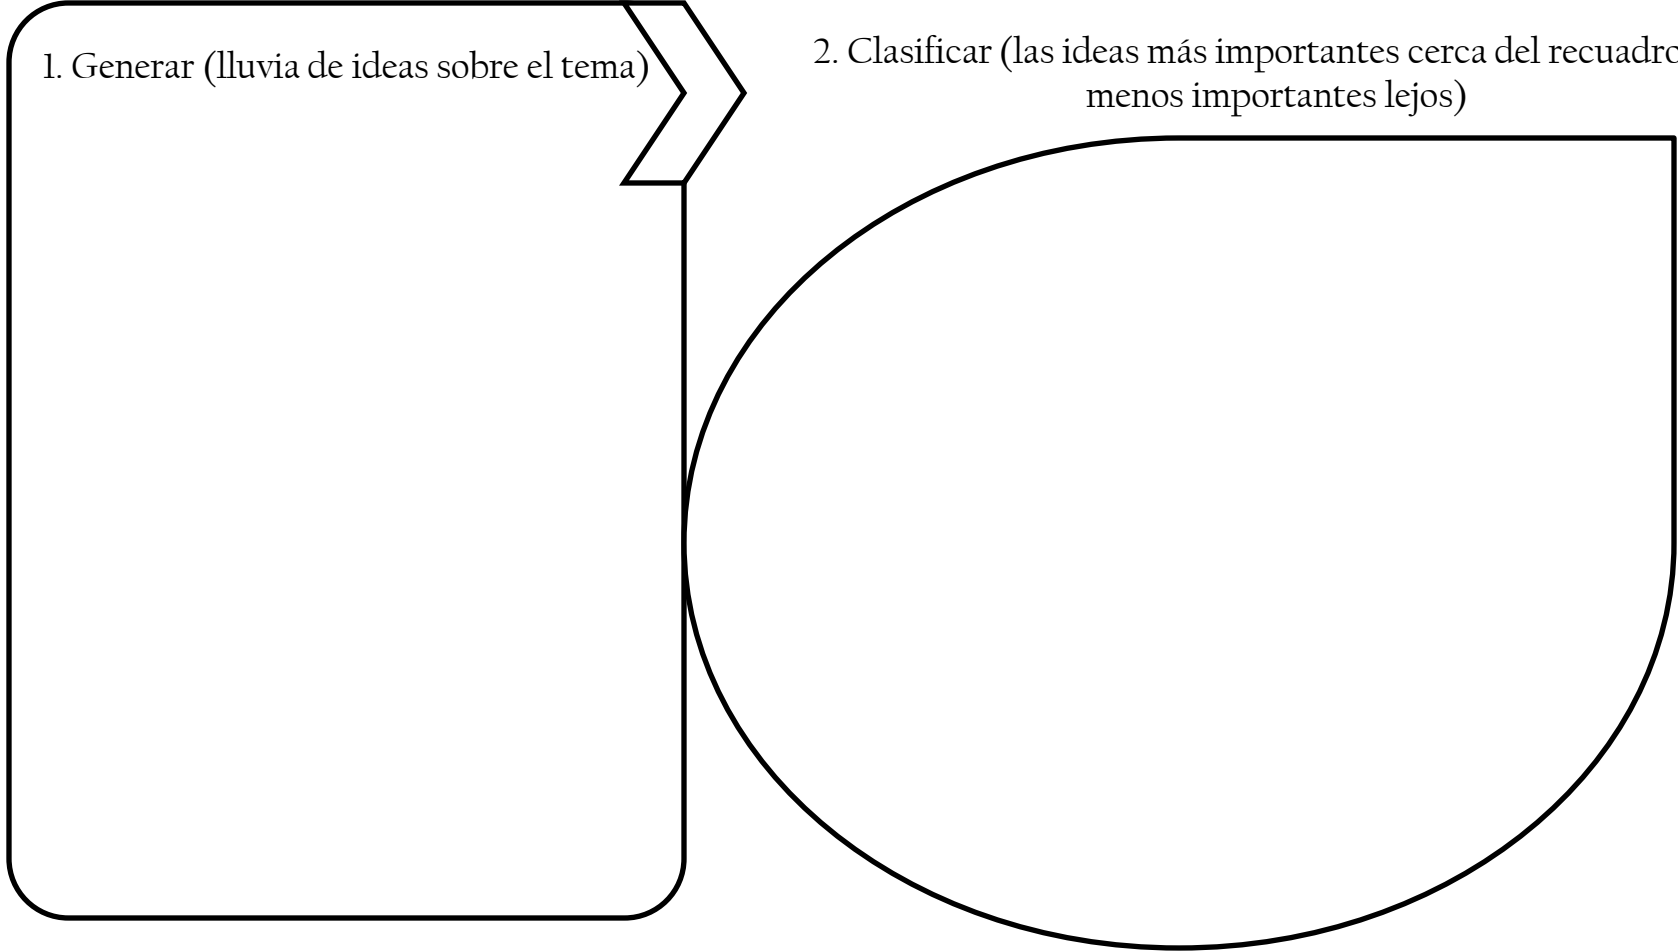 1. Generar (lluvia de ideas sobre el tema)
2. Clasificar (las ideas más importantes cerca del recuadro
menos importantes lejos)